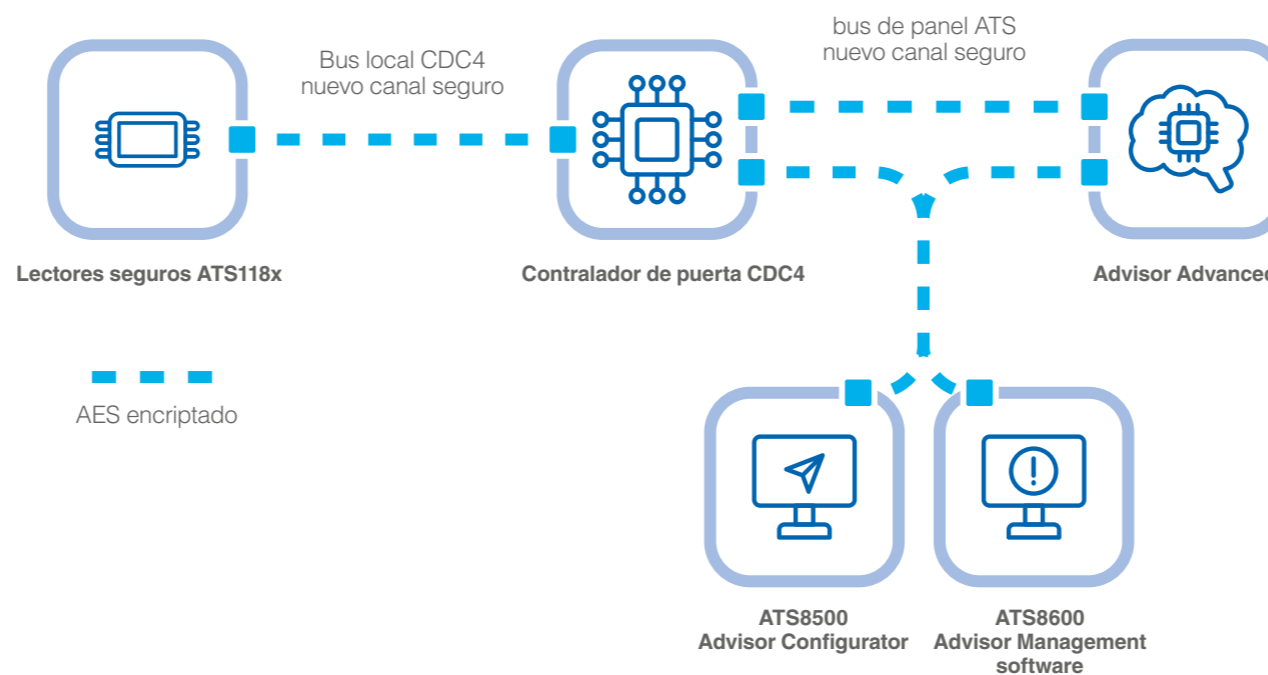 Bus local CDC4
nuevo canal seguro
bus de panel ATS
nuevo canal seguro
Lectores seguros ATS118x
Contralador de puerta CDC4
Advisor Advanced
AES encriptado
ATS8500
Advisor Configurator
ATS8600
Advisor Management
software